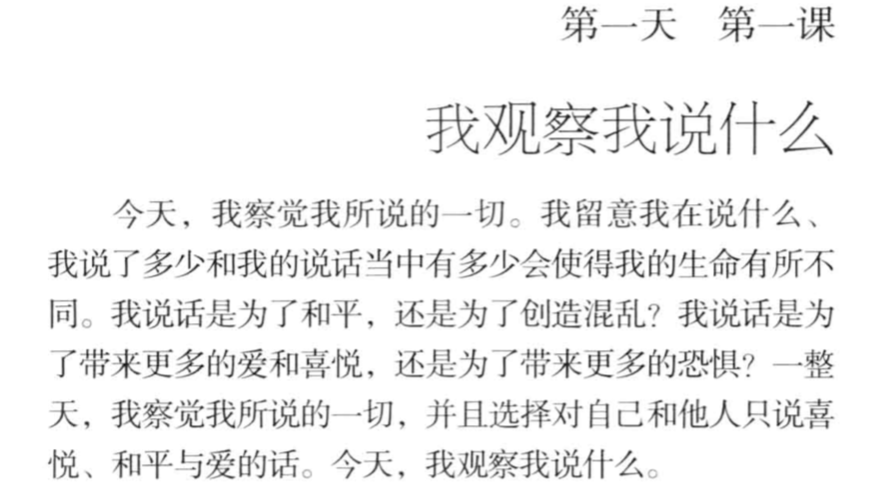 第一天　第一课
我观察我说什么
今天，我察觉我所说的一切。我留意我在说什么、
我说了多少和我的说话当中有多少会使得我的生命有所不
同。我说话是为了和平，还是为了创造混乱？我说话是为
了带来更多的爱和喜悦，还是为了带来更多的恐惧？一整
天，我察觉我所说的一切，并且选择对自己和他人只说喜
悦、和平与爱的话。今天，我观察我说什么。